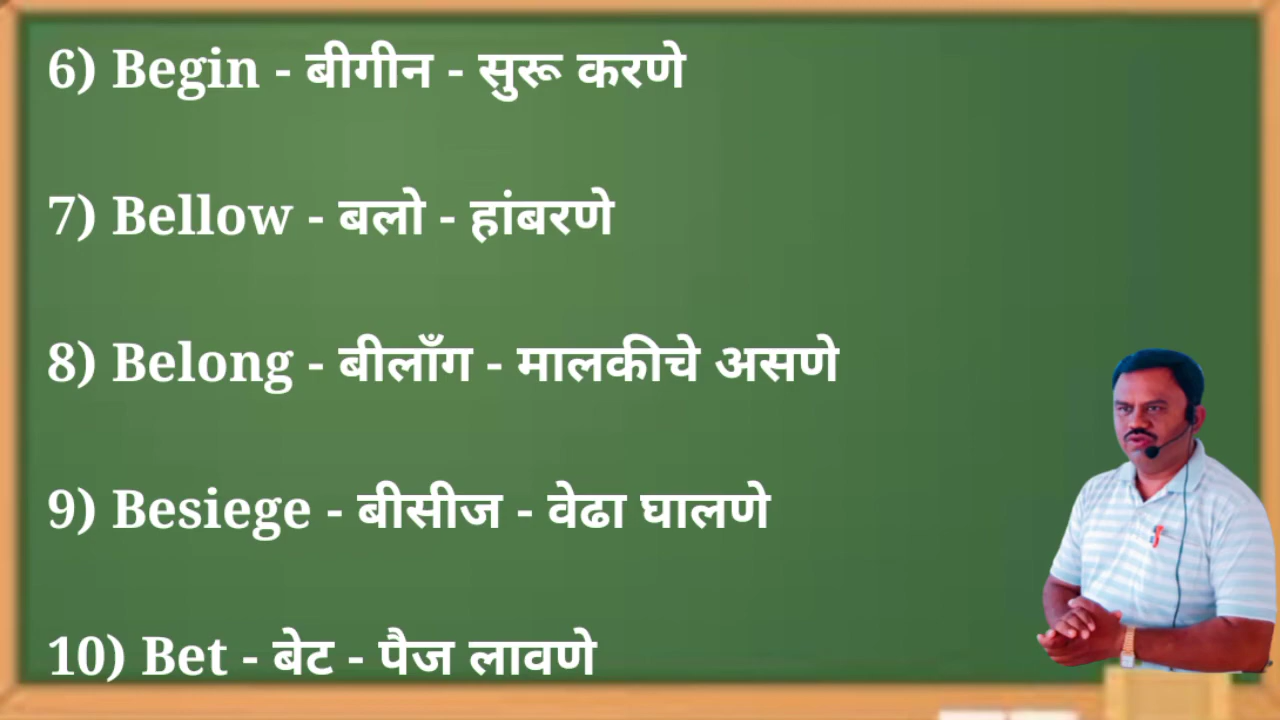 6) Begin - बीगीन - सुरू करणे
7) Bellow - बलो - हांबरणे
8) Belong - बीलाँग - मालकीचे असणे
9) Besiege - बीसीज - वेढा घालणे
10) Bet - बेट - पैज लावणे